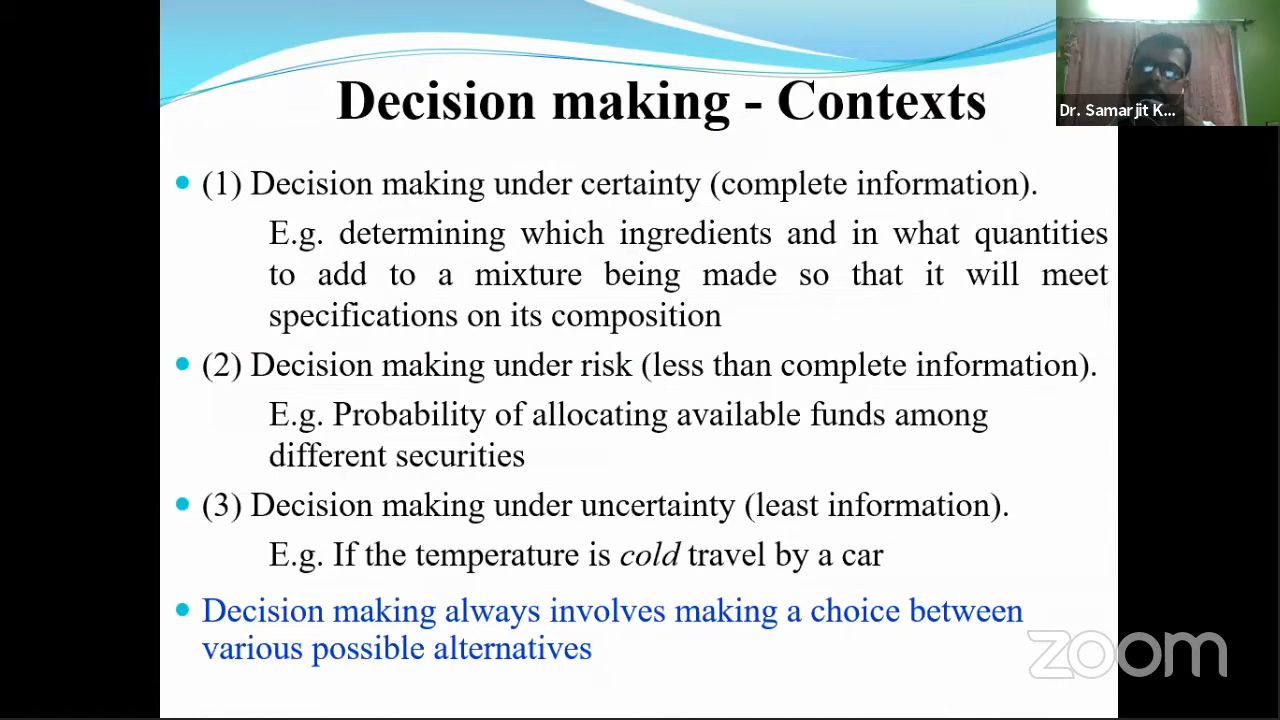 Decision making - Contexts
Dr. Samarjit K...
• (1) Decision making under certainty (complete information).
E.g. determining which ingredients and in what quantities
to add to a mixture being made so that it will meet
specifications on its composition
• (2) Decision making under risk (less than complete information).
E.g. Probability of allocating available funds among
different securities
• (3) Decision making under uncertainty (least information).
E.g. If the temperature is cold travel by a car
• Decision making always involves making a choice between
various possible alternatives
zoom